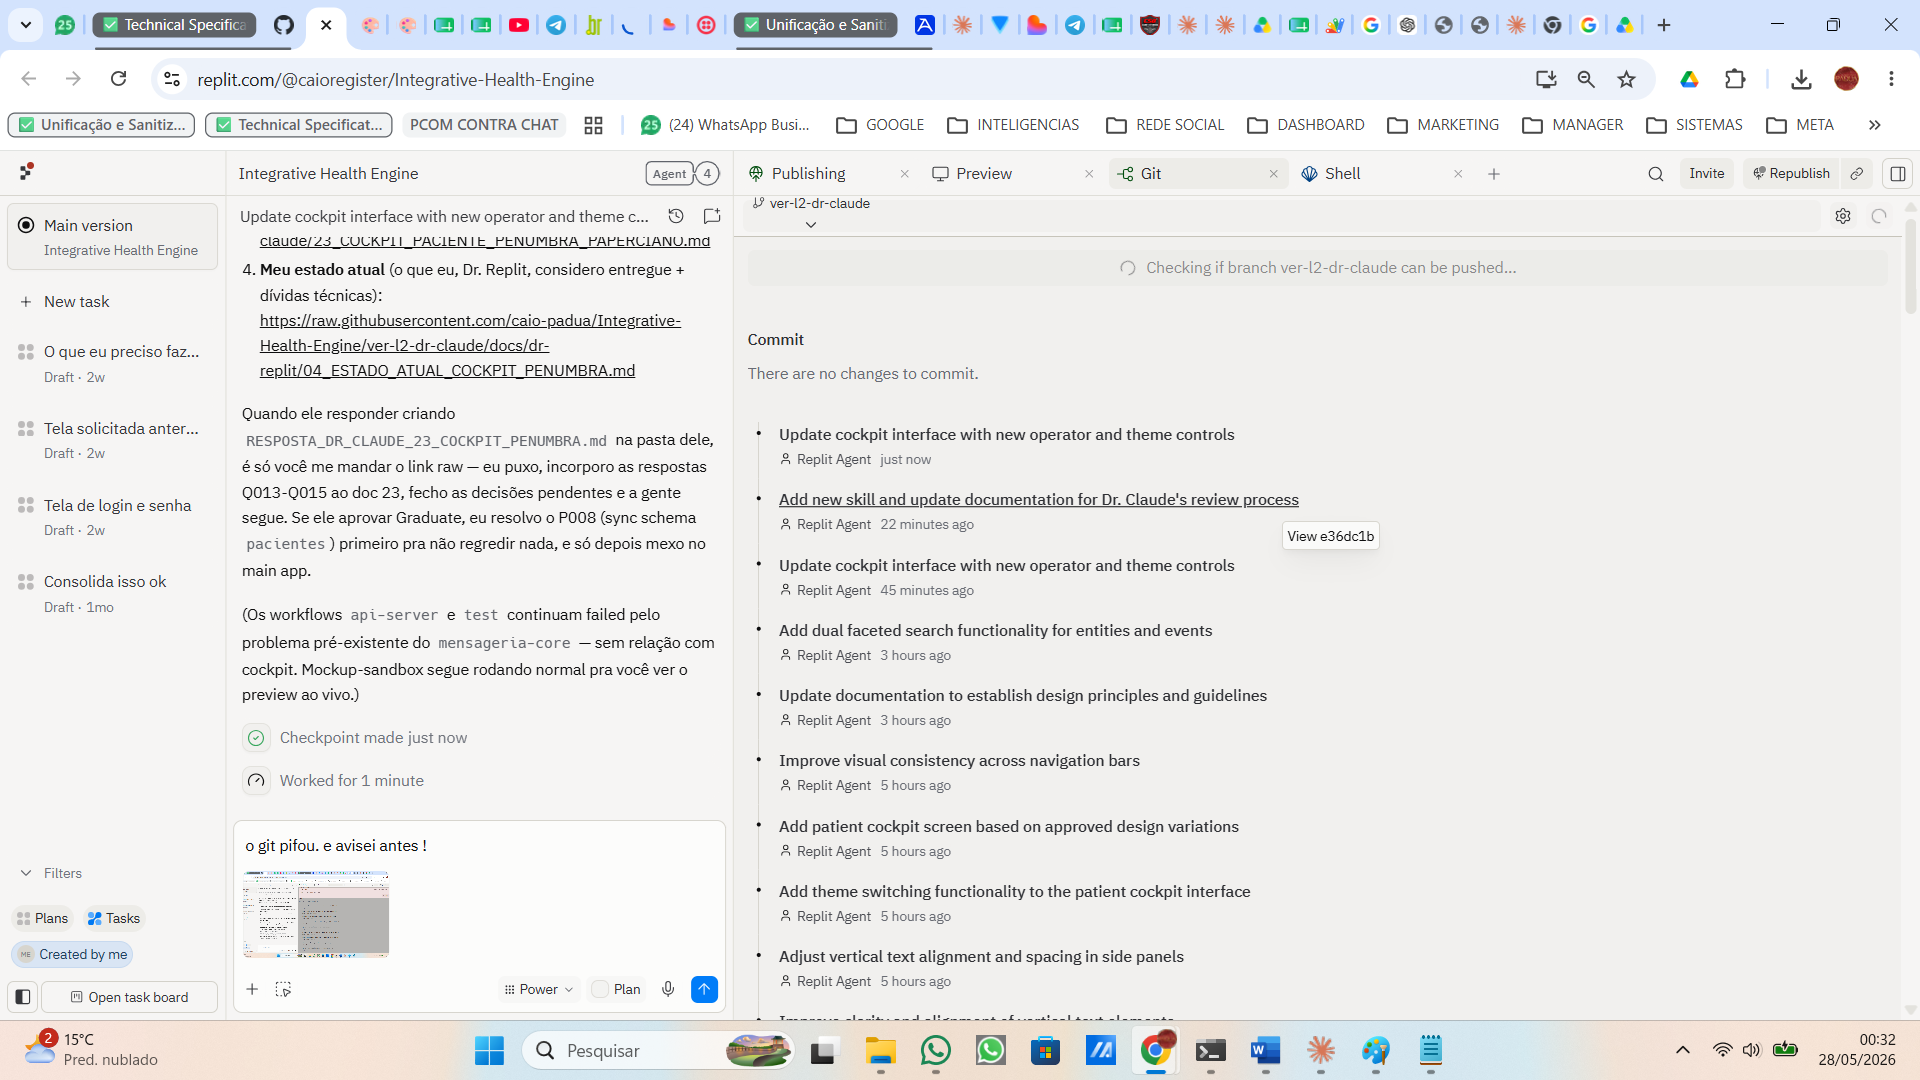 25
✅ Technical Specifica
✅ Unificação e Saniti
replit.com/@caioregister/Integrative-Health-Engine
✅ Unificação e Sanitiz...
✅ Technical Specificat...
PCOM CONTRA CHAT
25
(24) WhatsApp Busi...
GOOGLE
INTELIGENCIAS
REDE SOCIAL
DASHBOARD
MARKETING
MANAGER
SISTEMAS
META
Integrative Health Engine
Agent
4
Publishing
Preview
Git
Shell
Invite
Republish
Main version
Integrative Health Engine
New task
O que eu preciso faz...
Draft · 2w
Tela solicitada anter...
Draft · 2w
Tela de login e senha
Draft · 2w
Consolida isso ok
Draft · 1mo
Filters
Plans
Tasks
ME
Created by me
Open task board
Update cockpit interface with new operator and theme c...
claude/23_COCKPIT_PACIENTE_PENUMBRA_PAPERCIANO.md
4. Meu estado atual (o que eu, Dr. Replit, considero entregue +
dívidas técnicas):
https://raw.githubusercontent.com/caio-padua/Integrative-
Health-Engine/ver-l2-dr-claude/docs/dr-
replit/04_ESTADO_ATUAL_COCKPIT_PENUMBRA.md
Quando ele responder criando
RESPOSTA_DR_CLAUDE_23_COCKPIT_PENUMBRA.md na pasta dele,
é só você me mandar o link raw — eu puxo, incorporo as respostas
Q013-Q015 ao doc 23, fecho as decisões pendentes e a gente
segue. Se ele aprovar Graduate, eu resolvo o P008 (sync schema
pacientes) primeiro pra não regredir nada, e só depois mexo no
main app.
(Os workflows api-server e test continuam failed pelo
problema pré-existente do mensageria-core — sem relação com
cockpit. Mockup-sandbox segue rodando normal pra você ver o
preview ao vivo.)
Checkpoint made just now
Worked for 1 minute
o git pifou. e avisei antes !
Power
Plan
ver-l2-dr-claude
Checking if branch ver-l2-dr-claude can be pushed...
Commit
There are no changes to commit.
Update cockpit interface with new operator and theme controls
Replit Agent just now
Add new skill and update documentation for Dr. Claude's review process
Replit Agent 22 minutes ago
View e36dc1b
Update cockpit interface with new operator and theme controls
Replit Agent 45 minutes ago
Add dual faceted search functionality for entities and events
Replit Agent 3 hours ago
Update documentation to establish design principles and guidelines
Replit Agent 3 hours ago
Improve visual consistency across navigation bars
Replit Agent 5 hours ago
Add patient cockpit screen based on approved design variations
Replit Agent 5 hours ago
Add theme switching functionality to the patient cockpit interface
Replit Agent 5 hours ago
Adjust vertical text alignment and spacing in side panels
Replit Agent 5 hours ago
Improve clarity and alignment of vertical text elements
2
15°C
Pred. nublado
Pesquisar
00:32
28/05/2026